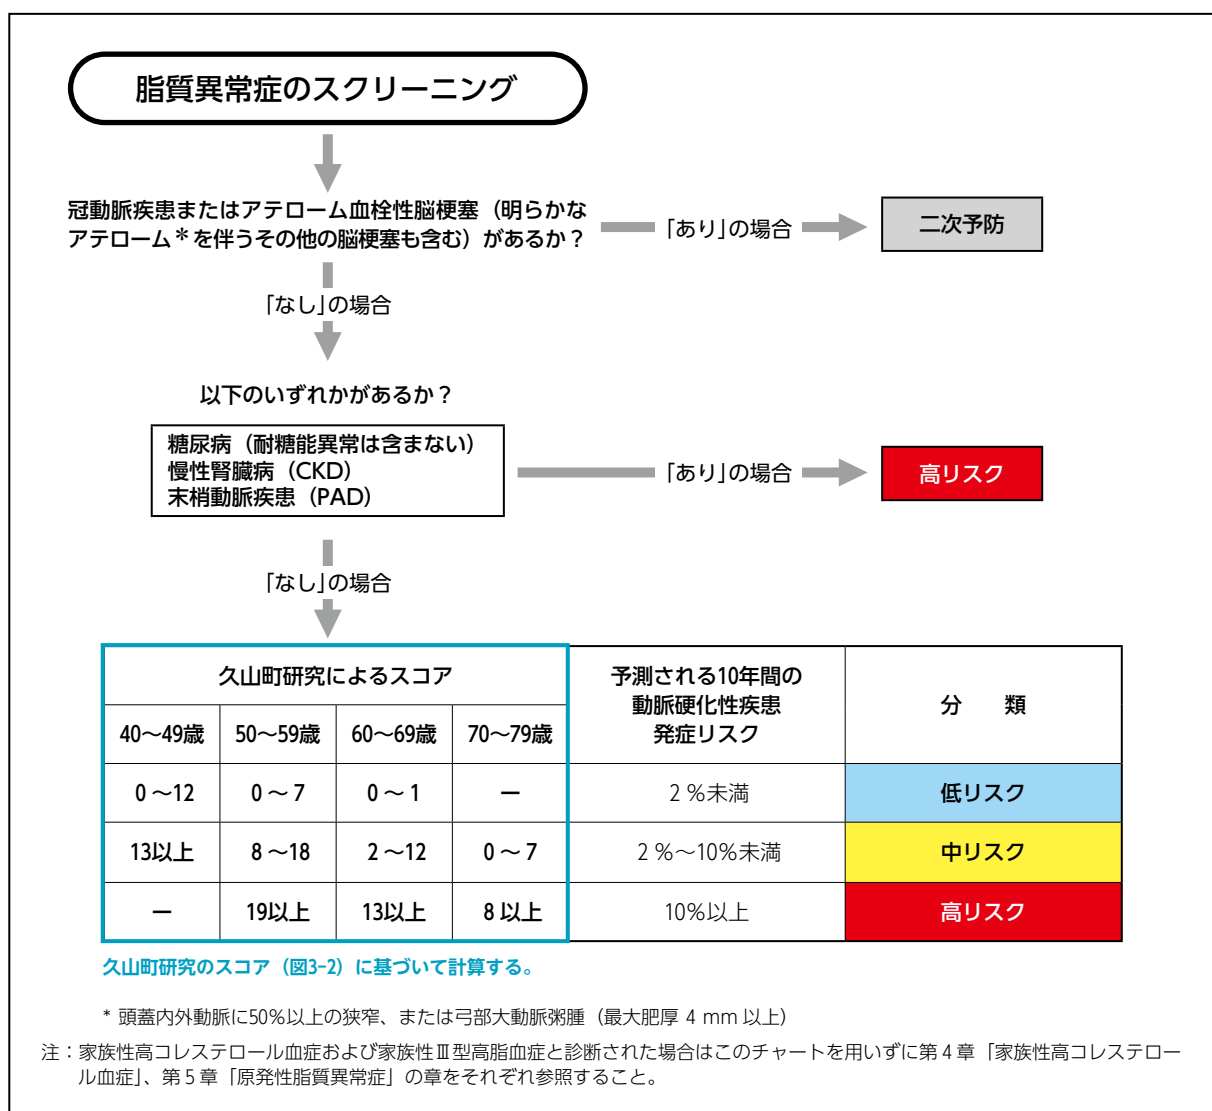 脂質異常症のスクリーニング
冠動脈疾患またはアテローム血栓性脳梗塞（明らかな
アテローム＊を伴うその他の脳梗塞も含む）があるか？
「あり」の場合
二次予防
「なし」の場合
以下のいずれかがあるか？
糖尿病（耐糖能異常は含まない）
慢性腎臓病（CKD）
末梢動脈疾患（PAD）
「あり」の場合
高リスク
「なし」の場合
久山町研究によるスコア
予測される10年間の
動脈硬化性疾患
発症リスク
分　類
40〜49歳 50〜59歳 60〜69歳 70〜79歳
0〜12 0〜7 0〜1 ー 2％未満 低リスク
13以上 8〜18 2〜12 0〜7 2％〜10％未満 中リスク
ー 19以上 13以上 8以上 10％以上 高リスク
久山町研究のスコア（図3-2）に基づいて計算する。
* 頭蓋内外動脈に50％以上の狭窄、または弓部大動脈粥腫（最大肥厚 4 mm 以上）
注：家族性高コレステロール血症および家族性Ⅲ型高脂血症と診断された場合はこのチャートを用いずに第4章「家族性高コレステロー
ル血症」、第5章「原発性脂質異常症」の章をそれぞれ参照すること。